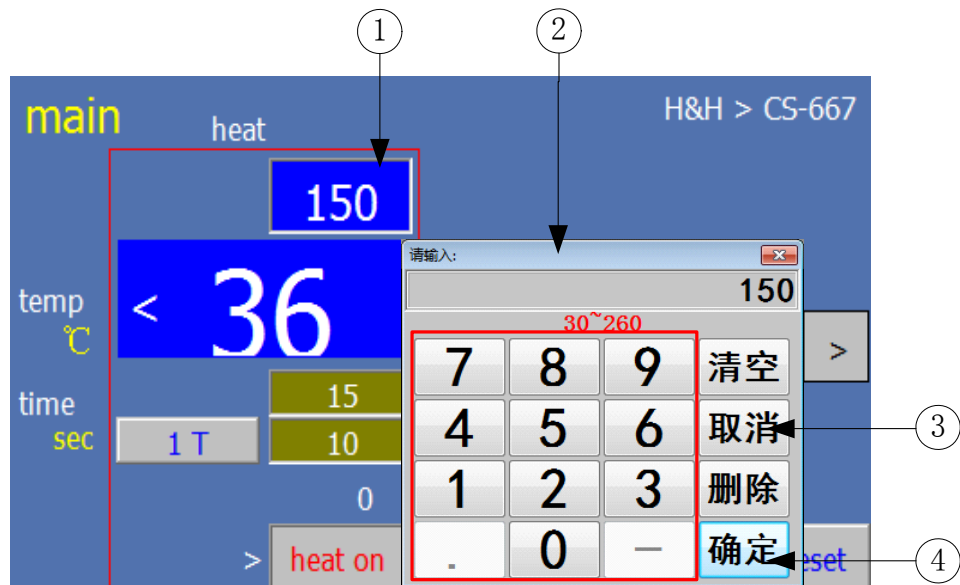 1
2
main
H&H > CS-667
heat
150
请输入:
150
30~260
temp
℃
< 36
7 8 9 清空
>
time
sec
15
4 5 6 取消
3
1 T
10
1 2 3 删除
0
. 0 - 确定
4
> heat on
eset